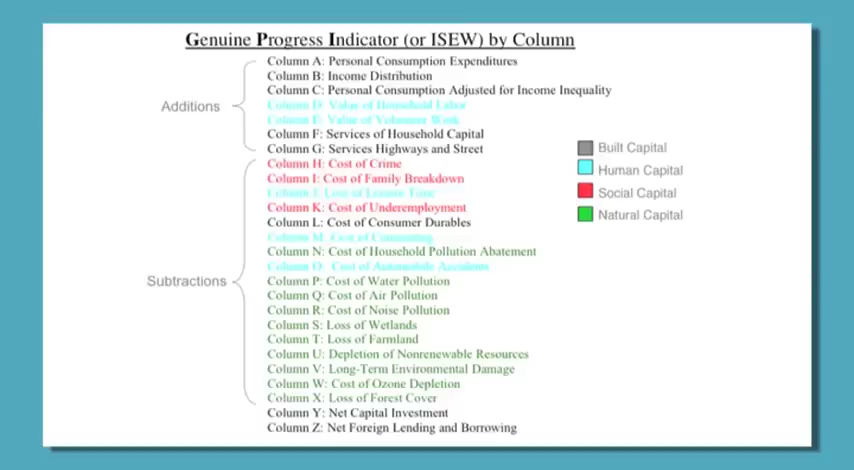 Genuine Progress Indicator (or ISEW) by Column
Additions
Column A: Personal Consumption Expenditures
Column B: Income Distribution
Column C: Personal Consumption Adjusted for Income Inequality
Column D: Value of Household Labor
Column E: Value of Volunteer Work
Column F: Services of Household Capital
Column G: Services Highways and Street
Subtractions
Column H: Cost of Crime
Column I: Cost of Family Breakdown
Column J: Loss of Leisure Time
Column K: Cost of Underemployment
Column L: Cost of Consumer Durables
Column M: Cost of Commuting
Column N: Cost of Household Pollution Abatement
Column O: Cost of Automobile Accidents
Column P: Cost of Water Pollution
Column Q: Cost of Air Pollution
Column R: Cost of Noise Pollution
Column S: Loss of Wetlands
Column T: Loss of Farmland
Column U: Depletion of Nonrenewable Resources
Column V: Long-Term Environmental Damage
Column W: Cost of Ozone Depletion
Column X: Loss of Forest Cover
Column Y: Net Capital Investment
Column Z: Net Foreign Lending and Borrowing
Built Capital
Human Capital
Social Capital
Natural Capital